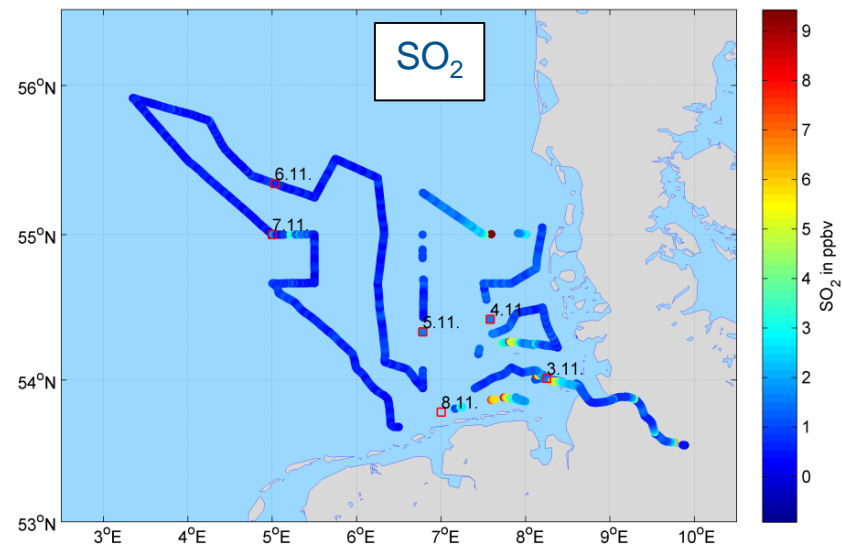 SO₂
56°N
55°N
54°N
53°N
3°E
4°E
5°E
6°E
7°E
8°E
9°E
10°E
6.11.
7.11.
5.11.
4.11.
3.11.
8.11.
9
8
7
6
5
4
3
2
1
0
SO₂ in ppbv